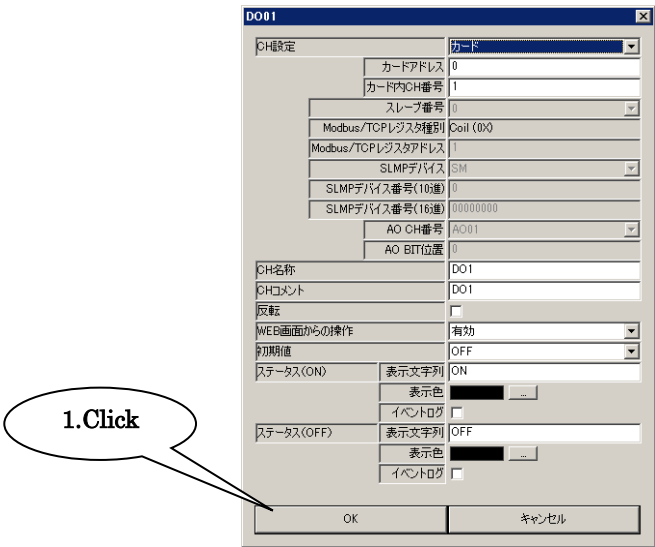 DO01
CH設定 カード
カードアドレス 0
カード内CH番号 1
スレーブ番号 0
Modbus/TCPレジスタ種別 Coil (0X)
Modbus/TCPレジスタアドレス 1
SLMPデバイス SM
SLMPデバイス番号(10進) 0
SLMPデバイス番号(16進) 00000000
AO CH番号 AO01
AO BIT位置 0
CH名称 DO1
CHコメント DO1
反転
WEB画面からの操作 有効
初期値 OFF
ステータス(ON) 表示文字列 ON
表示色 ...
イベントログ
1.Click
ステータス(OFF) 表示文字列 OFF
表示色 ...
イベントログ
OK キャンセル